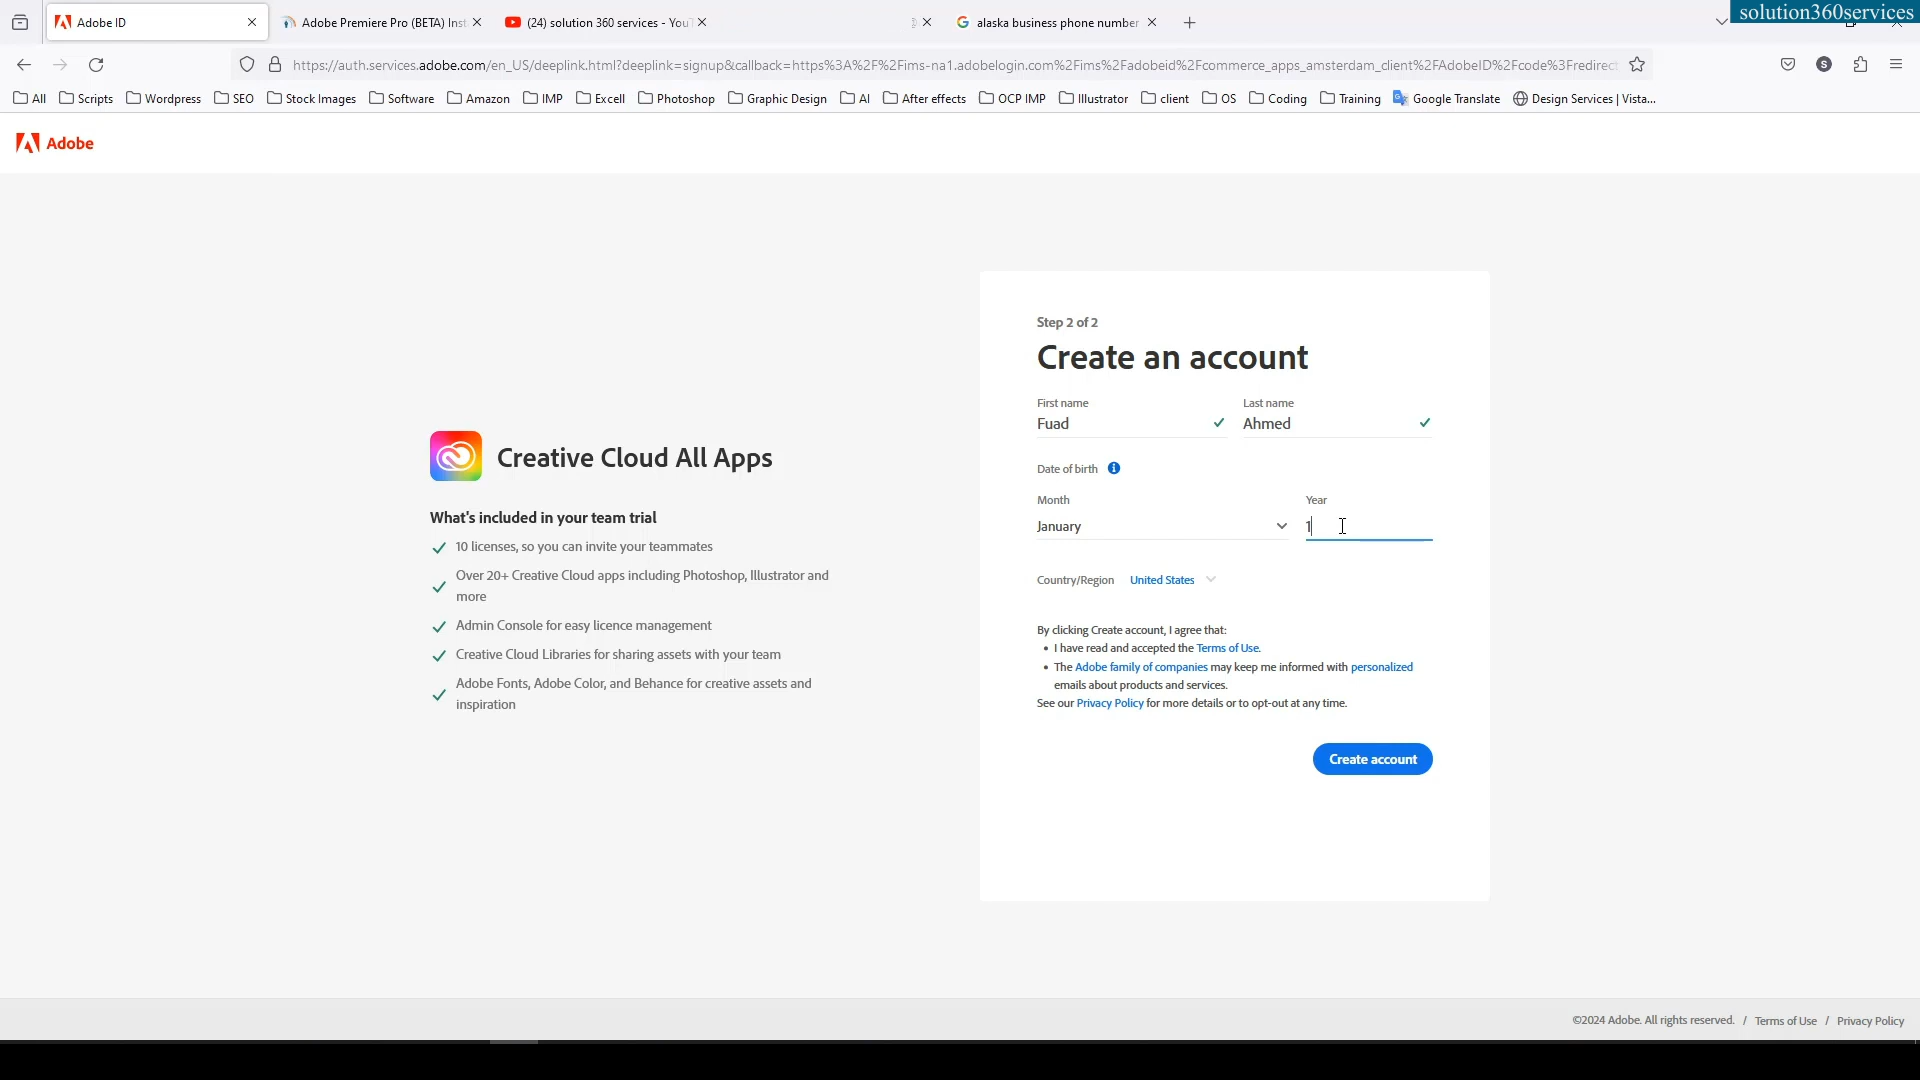 Adobe ID
Adobe Premiere Pro (BETA) Inst
(24) solution 360 services - You
alaska business phone number
solution360services
https://auth.services.adobe.com/en_US/deeplink.html?deeplink=signup&callback=https%3A%2F%2Fims-na1.adobelogin.com%2Fims%2Fadobeid%2Fcommerce_apps_amsterdam_client%2FAdobeID%2Fcode%3Fredirect
S
All Scripts Wordpress SEO Stock Images Software Amazon IMP Excell Photoshop Graphic Design AI After effects OCP IMP Illustrator client OS Coding Training Google Translate Design Services | Vista...
Adobe
Step 2 of 2
Create an account
First name Last name
Fuad Ahmed
Date of birth
Month Year
January 1
Country/Region United States
By clicking Create account, I agree that:
• I have read and accepted the Terms of Use.
• The Adobe family of companies may keep me informed with personalized
emails about products and services.
See our Privacy Policy for more details or to opt-out at any time.
Create account
Creative Cloud All Apps
What's included in your team trial
10 licenses, so you can invite your teammates
Over 20+ Creative Cloud apps including Photoshop, Illustrator and
more
Admin Console for easy licence management
Creative Cloud Libraries for sharing assets with your team
Adobe Fonts, Adobe Color, and Behance for creative assets and
inspiration
©2024 Adobe. All rights reserved. / Terms of Use / Privacy Policy